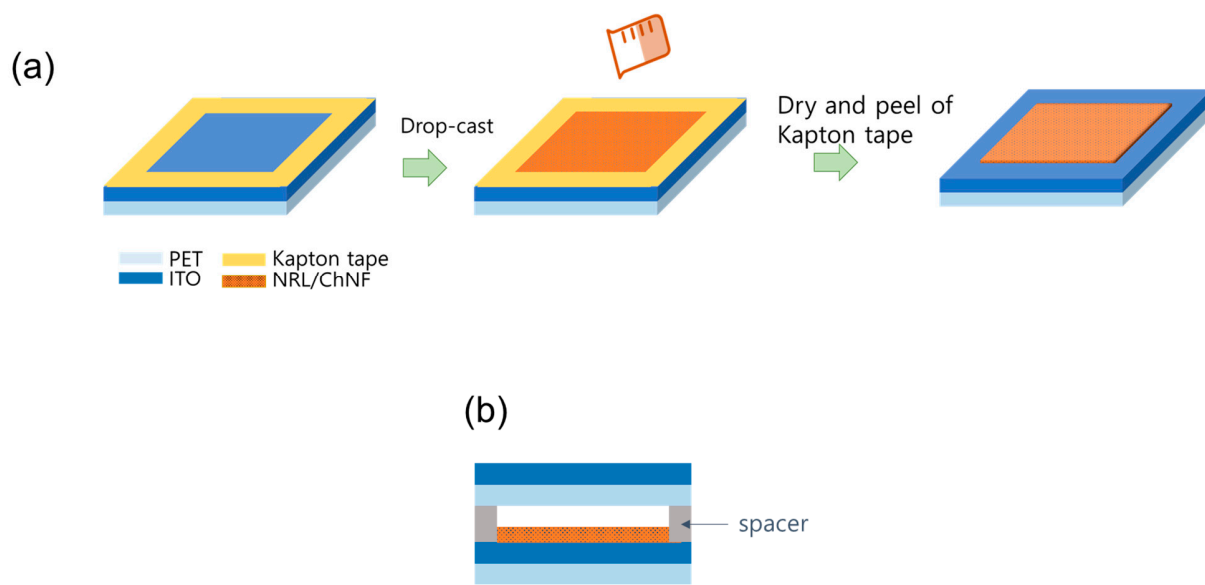 (a)
Drop-cast
Dry and peel of
Kapton tape
PET
Kapton tape
ITO
NRL/ChNF
(b)
spacer